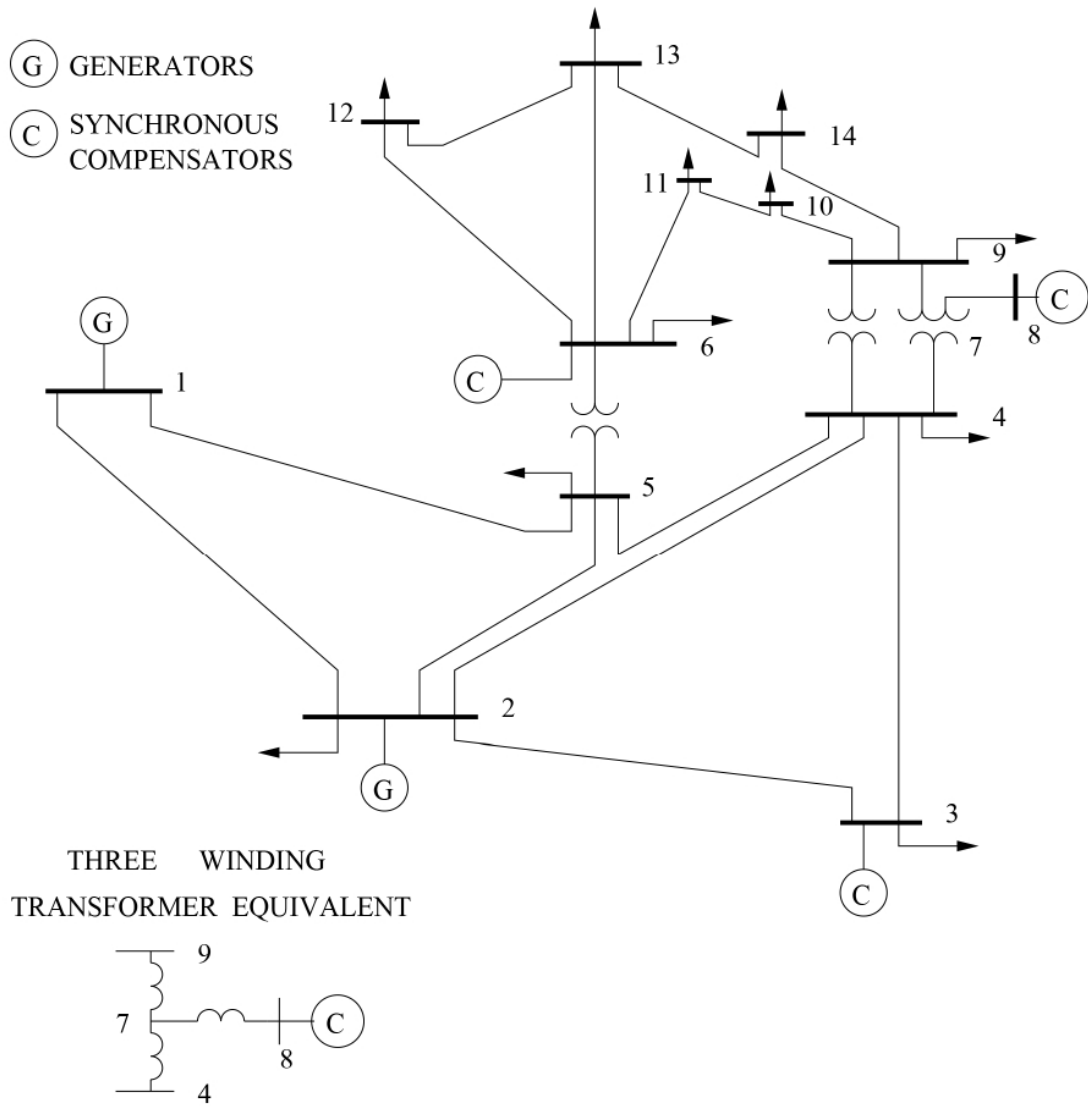 G GENERATORS
C SYNCHRONOUS
COMPENSATORS
13
12
14
11
10
9
C
8
7
G
1
6
C
4
5
2
G
3
C
THREE WINDING
TRANSFORMER EQUIVALENT
9
7
C
8
4